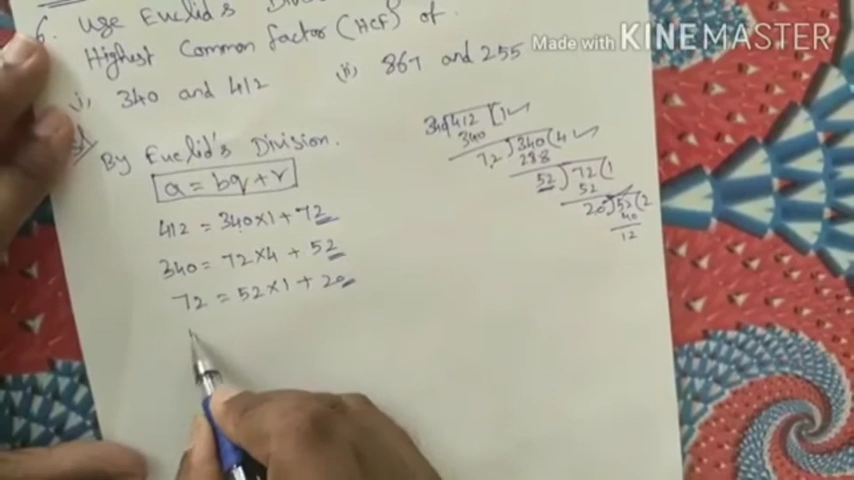 6. Use Euclid's
Highest Common factor (HCF) of
i, 340 and 412
(ii) 867 and 255
Made with KINEMASTER
By Euclid's Division.
a = bq + r
412 = 340 × 1 + 72
340 = 72 × 4 + 52
72 = 52 × 1 + 20
340)412(1
340
72)340(4
288
52)72(1
52
20)52(2
40
12